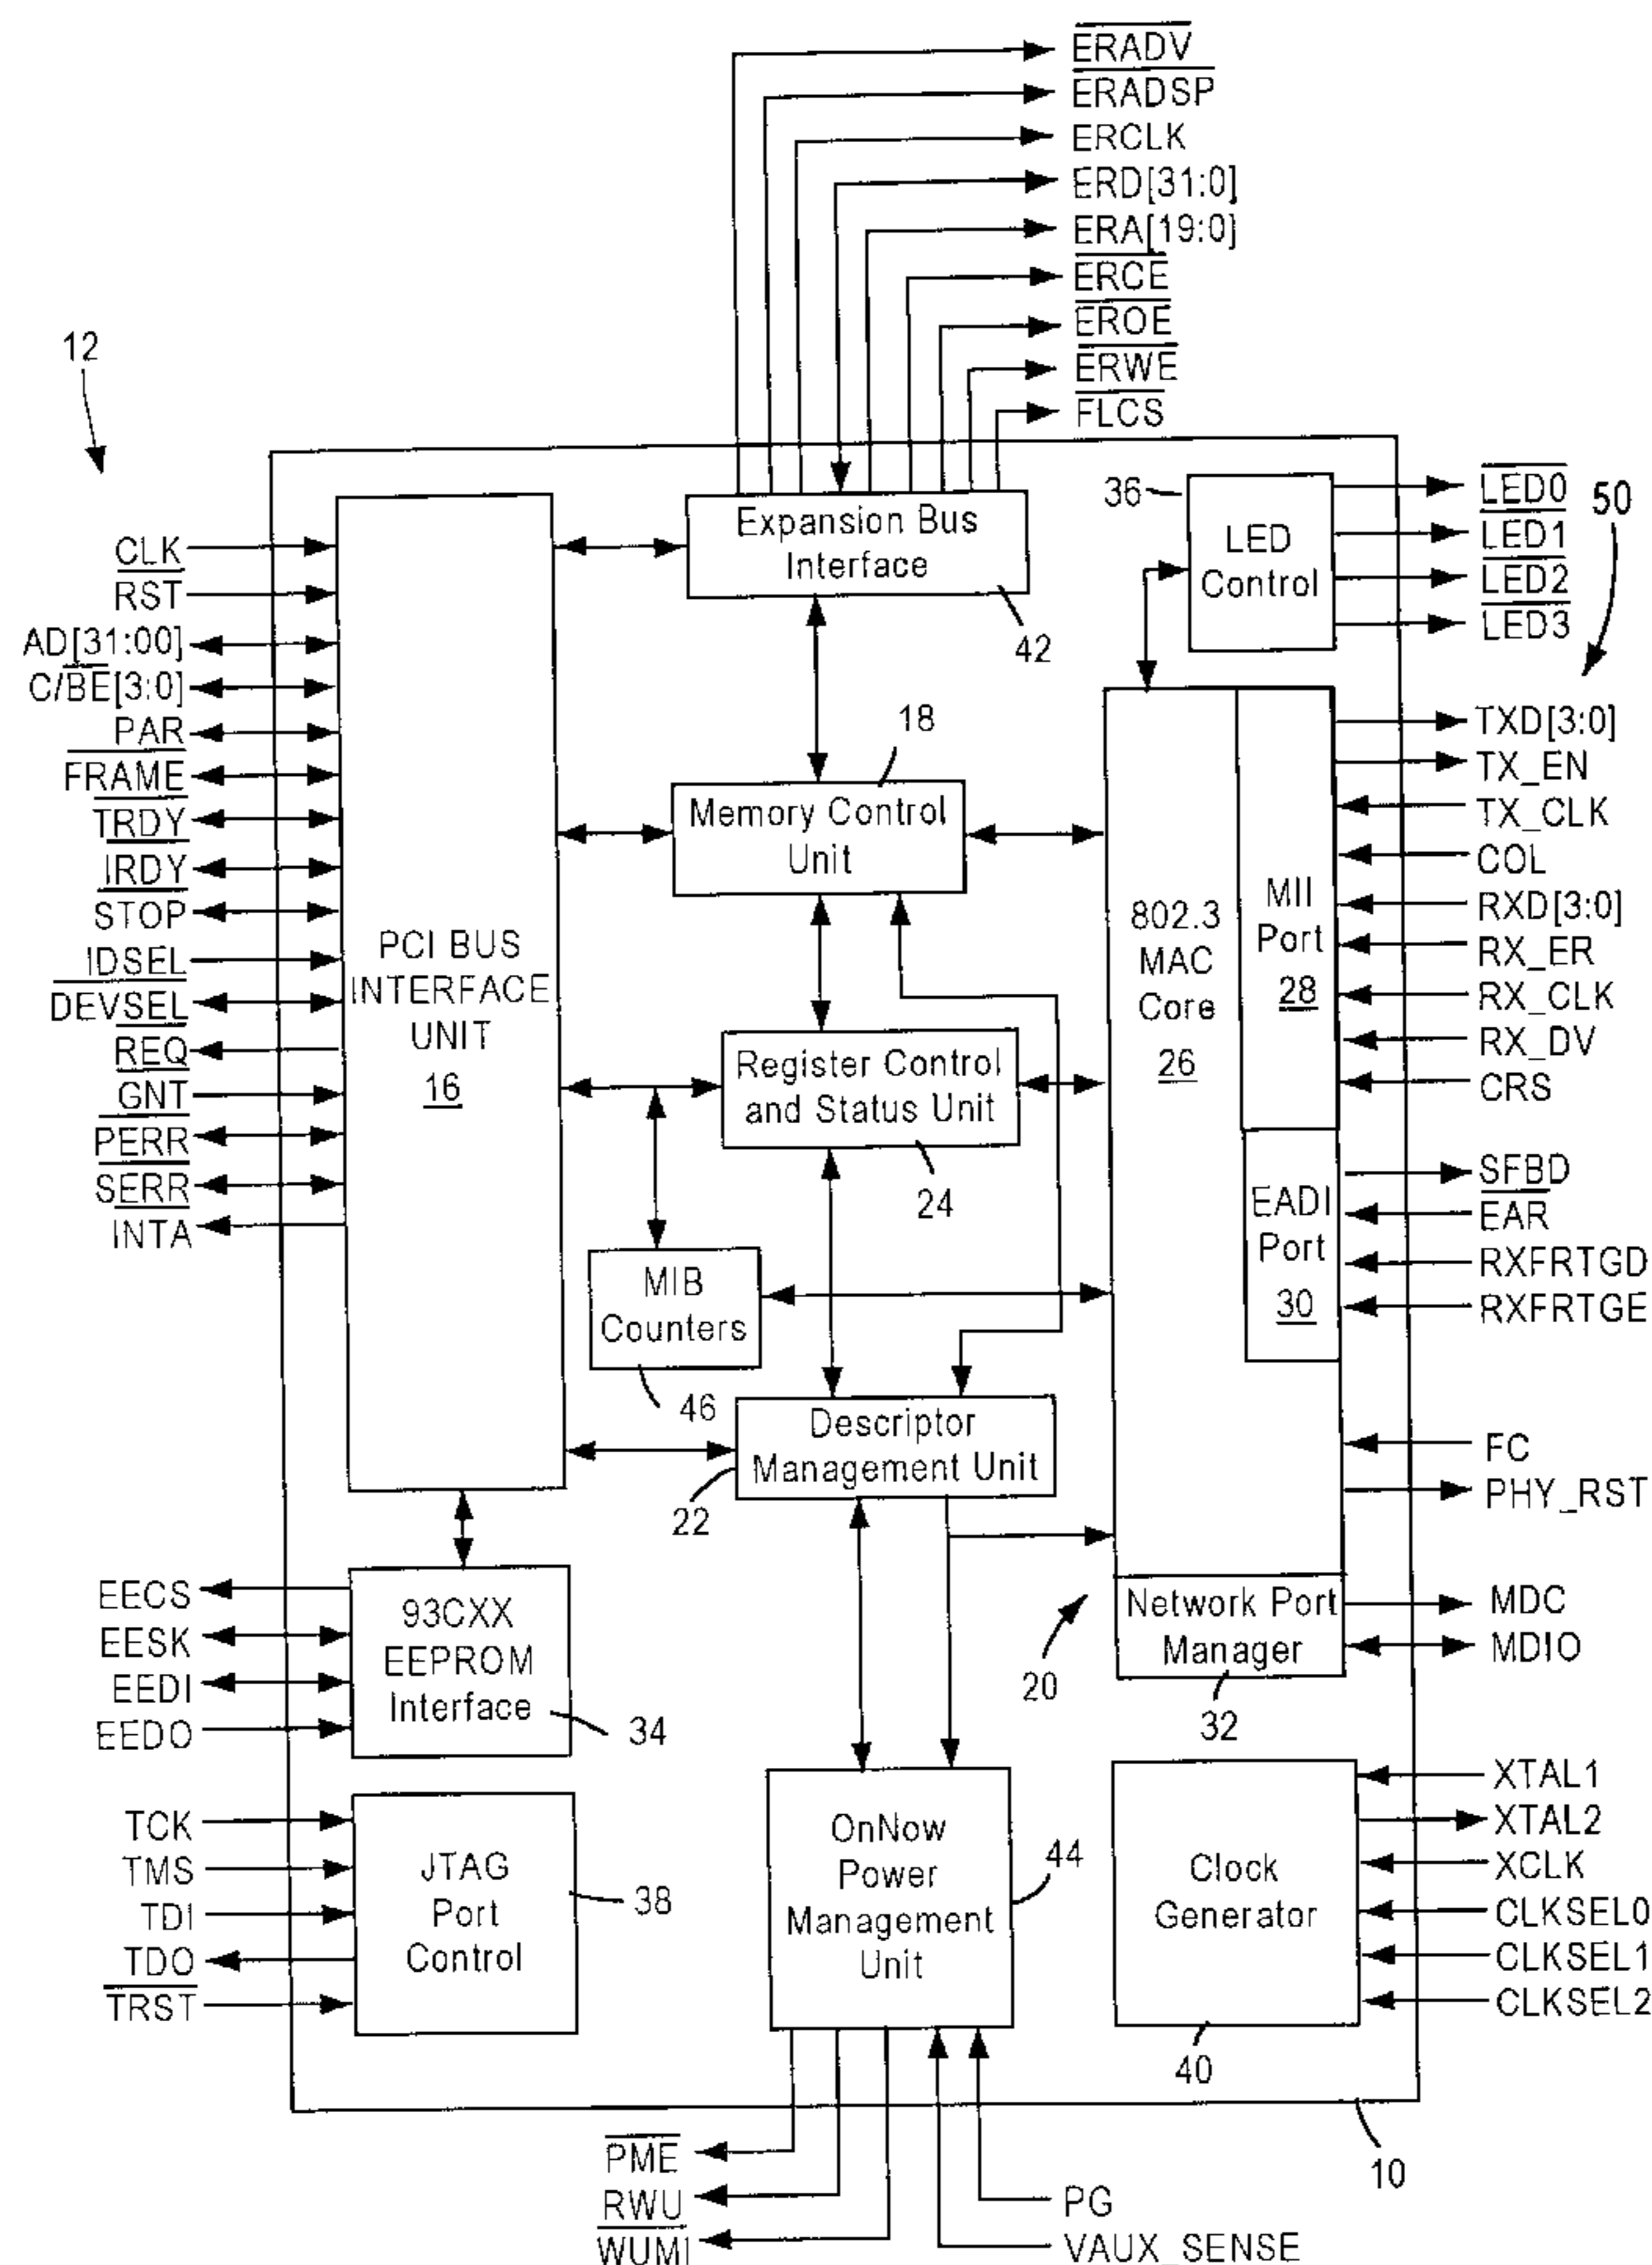 ERADV
ERADSP
ERCLK
ERD[31:0]
ERA[19:0]
ERCE
EROE
ERWE
FLCS
12
CLK
RST
AD[31:00]
C/BE[3:0]
PAR
FRAME
TRDY
IRDY
STOP
IDSEL
DEVSEL
REQ
GNT
PERR
SERR
INTA
PCI BUS
INTERFACE
UNIT
16
Expansion Bus
Interface
42
36
LED
Control
LED0
LED1
LED2
LED3
50
18
Memory Control
Unit
Register Control
and Status Unit
24
MIB
Counters
46
Descriptor
Management Unit
22
802.3
MAC
Core
26
MII
Port
28
EADI
Port
30
TXD[3:0]
TX_EN
TX_CLK
COL
RXD[3:0]
RX_ER
RX_CLK
RX_DV
CRS
SFBD
EAR
RXFRTGD
RXFRTGE
FC
PHY_RST
20
Network Port
Manager
32
MDC
MDIO
EECS
EESK
EEDI
EEDO
93CXX
EEPROM
Interface
34
TCK
TMS
TDI
TDO
TRST
JTAG
Port
Control
38
OnNow
Power
Management
Unit
44
Clock
Generator
40
XTAL1
XTAL2
XCLK
CLKSEL0
CLKSEL1
CLKSEL2
10
PME
RWU
WUMI
PG
VAUX_SENSE